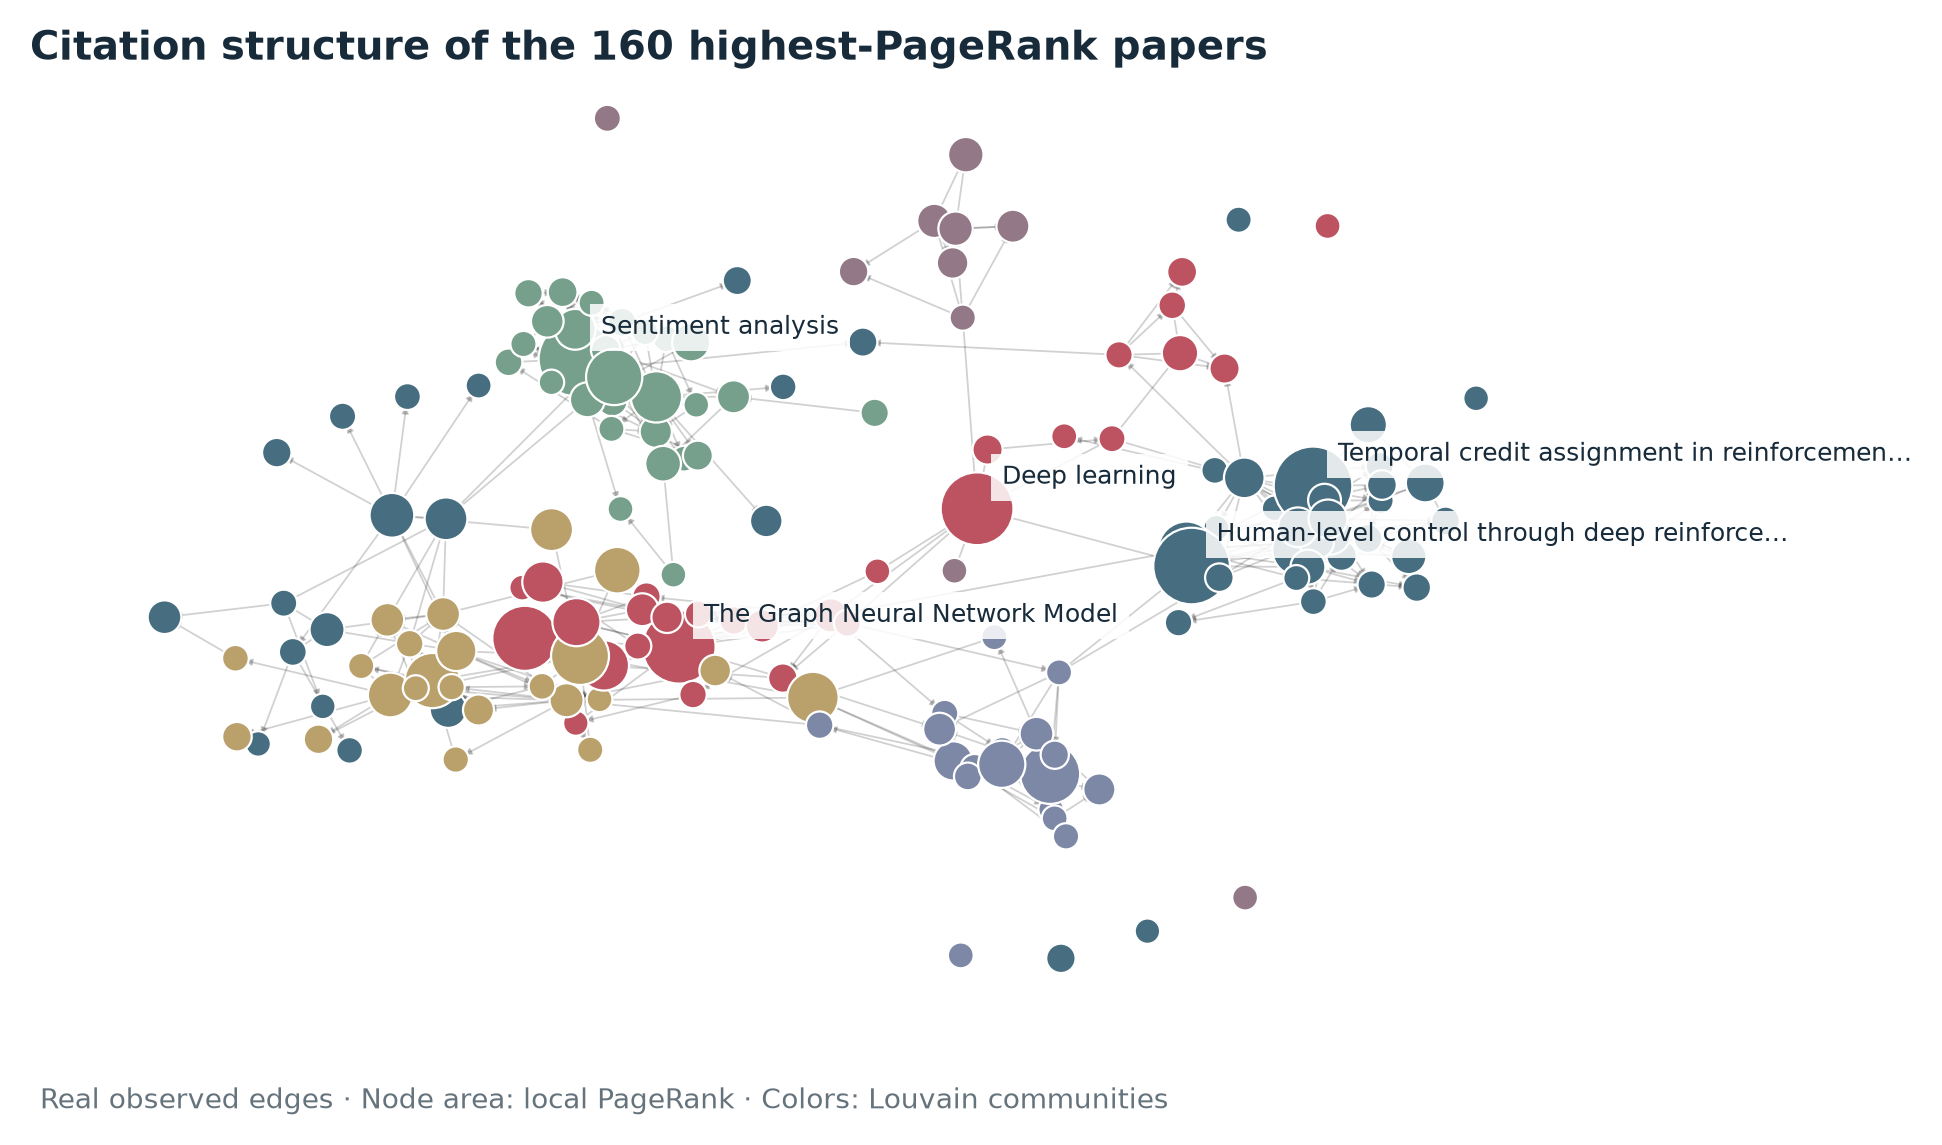 Citation structure of the 160 highest-PageRank papers
Sentiment analysis
Temporal credit assignment in reinforcemen...
Deep learning
Human-level control through deep reinforce...
The Graph Neural Network Model
Real observed edges · Node area: local PageRank · Colors: Louvain communities